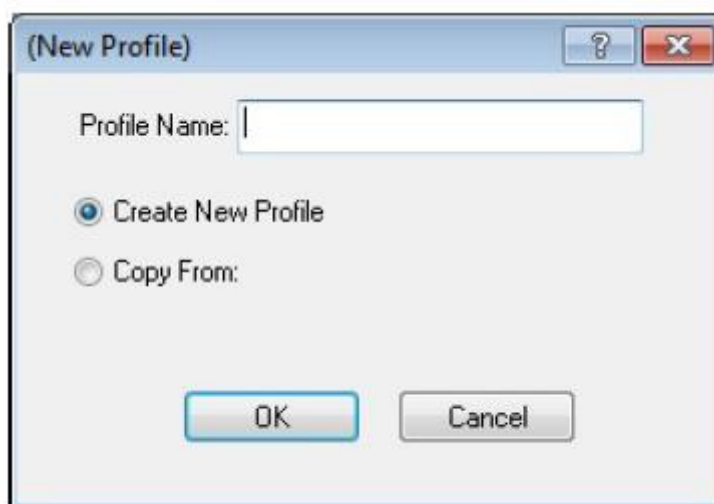 (New Profile)
Profile Name:
Create New Profile
Copy From:
OK Cancel